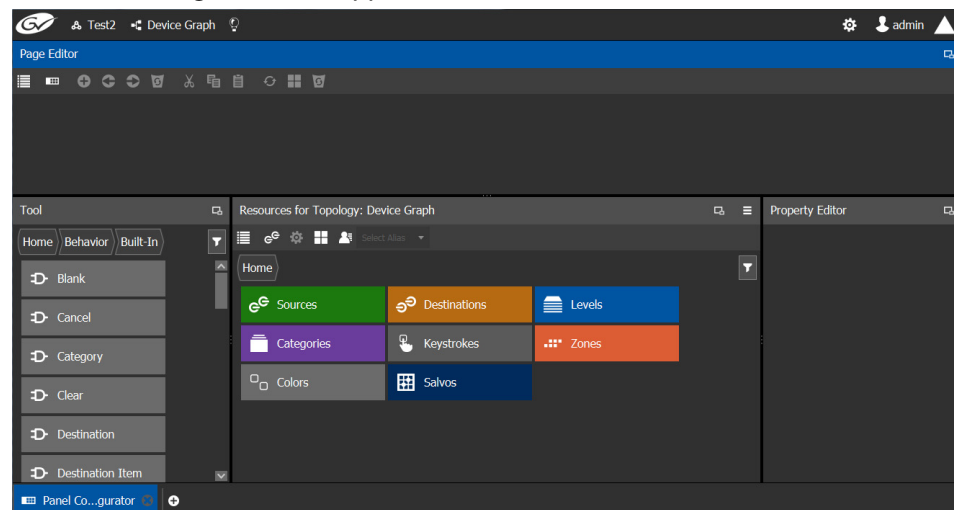 GV Test2 Device Graph admin
Page Editor
Tool
Resources for Topology: Device Graph
Property Editor
Home Behavior Built-In
Select Alias
Home
Blank
Cancel
Category
Clear
Destination
Destination Item
Sources Destinations Levels
Categories Keystrokes Zones
Colors Salvos
Panel Co...gurator